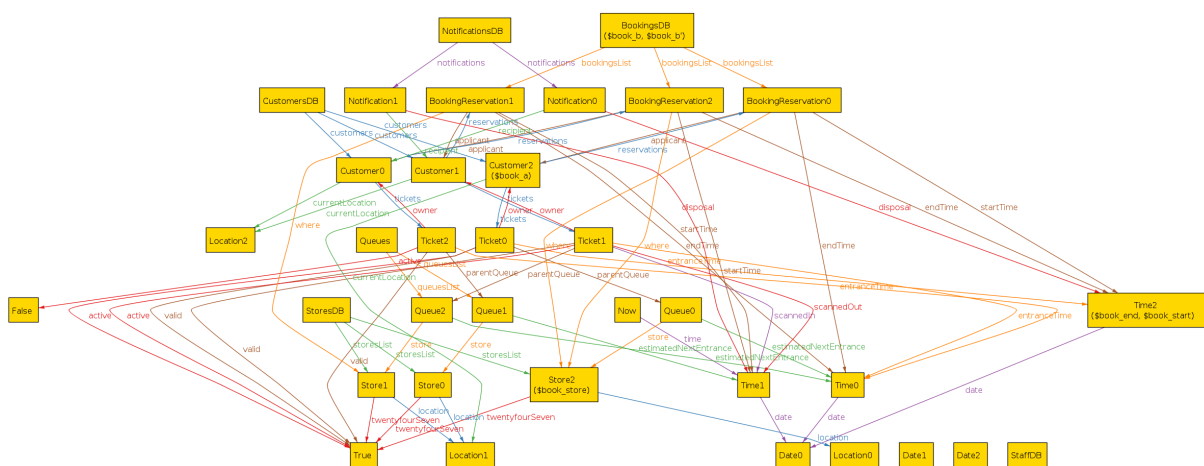 NotificationsDB
BookingsDB
($book_b, $book_b')
notifications
notifications
bookingsList
bookingsList
bookingsList
CustomersDB
Notification1
BookingReservation1
Notification0
BookingReservation2
BookingReservation0
customers
customers
customers
reservations
recipient
recipient
applicant
applicant
reservations
applicant
reservations
Customer0
Customer1
Customer2
($book_a)
currentLocation
currentLocation
tickets
tickets
tickets
owner
owner
disposal
endTime
disposal
startTime
where
startTime
Location2
Queues
Ticket2
Ticket0
Ticket1
active
queuesList
queuesList
currentLocation
parentQueue
parentQueue
parentQueue
where
where
endTime
startTime
endTime
entranceTime
entranceTime
scannedIn
scannedOut
entranceTime
False
StoresDB
Queue2
Queue1
Now
Queue0
Time2
($book_end, $book_start)
active
active
valid
valid
valid
storesList
storesList
storesList
store
store
store
time
estimatedNextEntrance
estimatedNextEntrance
Store1
Store0
Store2
($book_store)
Time1
Time0
twentyfourSeven
twentyfourSeven
twentyfourSeven
location
location
location
date
date
date
True
Location1
Date0
Location0
Date1
Date2
StaffDB